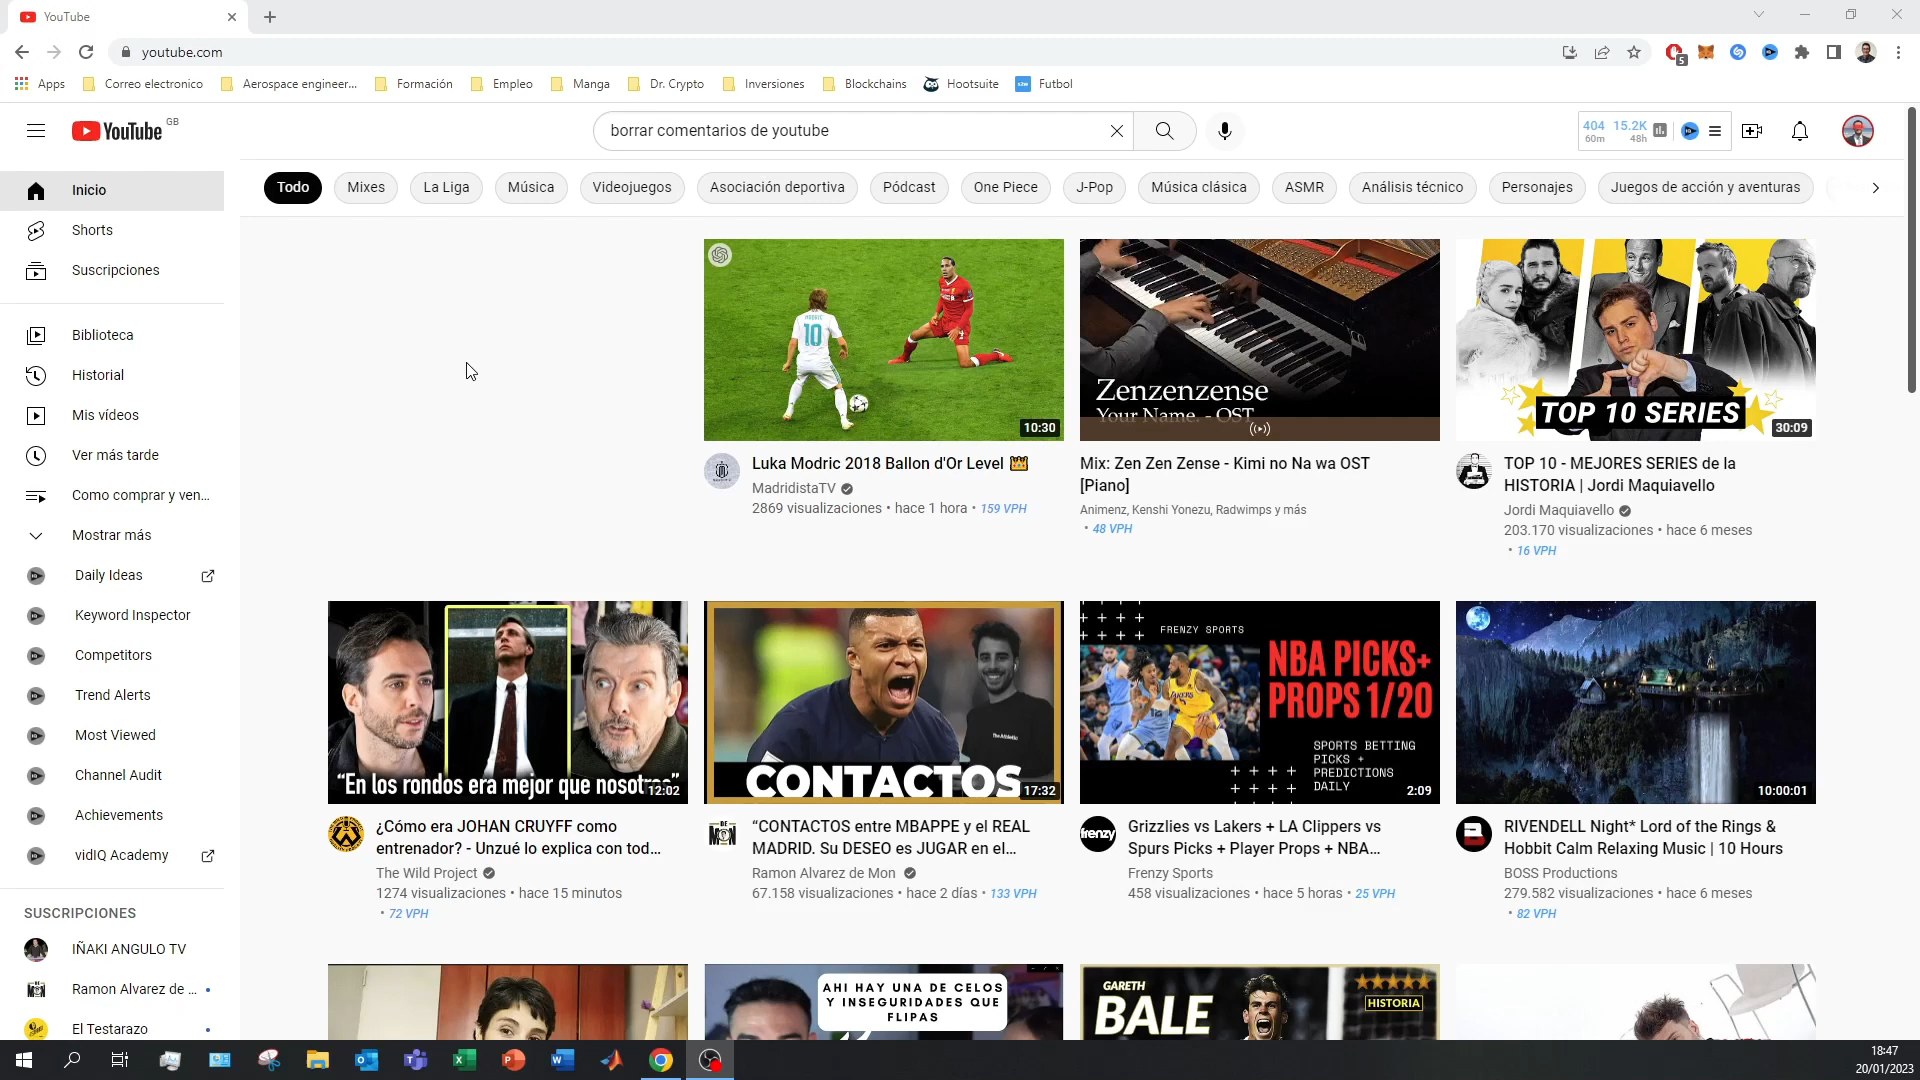 YouTube
youtube.com
5
Apps
Correo electronico
Aerospace engineer...
Formación
Empleo
Manga
Dr. Crypto
Inversiones
Blockchains
Hootsuite
Futbol
YouTube GB
borrar comentarios de youtube
404 15.2K
60m 48h
Todo
Mixes
La Liga
Música
Videojuegos
Asociación deportiva
Pódcast
One Piece
J-Pop
Música clásica
ASMR
Análisis técnico
Personajes
Juegos de acción y aventuras
Inicio
Shorts
Suscripciones
Biblioteca
Historial
Mis vídeos
Ver más tarde
Como comprar y ven...
Mostrar más
Daily Ideas
Keyword Inspector
Competitors
Trend Alerts
Most Viewed
Channel Audit
Achievements
vidIQ Academy
SUSCRIPCIONES
IÑAKI ANGULO TV
Ramon Alvarez de ...
El Testarazo
MODRIC
10
10:30
Luka Modric 2018 Ballon d'Or Level 👑
MadridistaTV
2869 visualizaciones • hace 1 hora • 159 VPH
Zenzenzense
Your Name. - OST
Mix: Zen Zen Zense - Kimi no Na wa OST
[Piano]
Animenz, Kenshi Yonezu, Radwimps y más
• 48 VPH
TOP 10 SERIES
30:09
TOP 10 - MEJORES SERIES de la
HISTORIA | Jordi Maquiavello
Jordi Maquiavello
203.170 visualizaciones • hace 6 meses
• 16 VPH
“En los rondos era mejor que nosotros”
12:02
¿Cómo era JOHAN CRUYFF como
entrenador? - Unzué lo explica con tod...
The Wild Project
1274 visualizaciones • hace 15 minutos
• 72 VPH
The Athletic
CONTACTOS
17:32
“CONTACTOS entre MBAPPE y el REAL
MADRID. Su DESEO es JUGAR en el...
Ramon Alvarez de Mon
67.158 visualizaciones • hace 2 días • 133 VPH
FRENZY SPORTS
NBA PICKS+
PROPS 1/20
SPORTS BETTING
PICKS +
PREDICTIONS
DAILY
2:09
frenzy
Grizzlies vs Lakers + LA Clippers vs
Spurs Picks + Player Props + NBA...
Frenzy Sports
458 visualizaciones • hace 5 horas • 25 VPH
10:00:01
RIVENDELL Night* Lord of the Rings &
Hobbit Calm Relaxing Music | 10 Hours
BOSS Productions
279.582 visualizaciones • hace 6 meses
• 82 VPH
AHI HAY UNA DE CELOS
Y INSEGURIDADES QUE
FLIPAS
GARETH
BALE
HISTORIA
18:47
20/01/2023